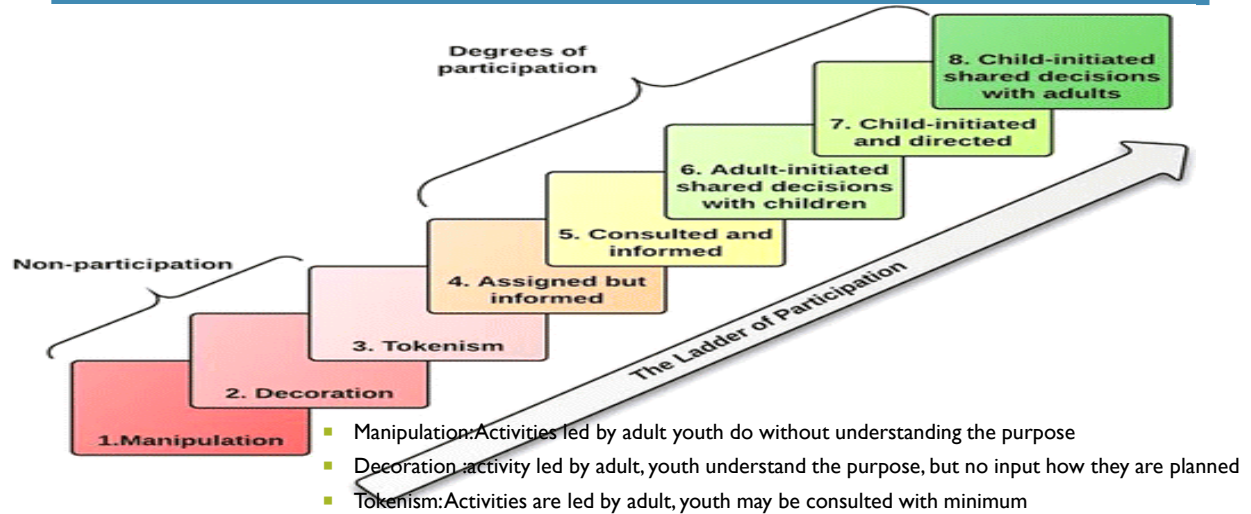 Degrees of
participation
8. Child-initiated
shared decisions
with adults
7. Child-initiated
and directed
6. Adult-initiated
shared decisions
with children
5. Consulted and
informed
Non-participation
4. Assigned but
informed
The Ladder of Participation
3. Tokenism
2. Decoration
1.Manipulation
Manipulation:Activities led by adult youth do without understanding the purpose
Decoration :activity led by adult, youth understand the purpose, but no input how they are planned
Tokenism:Activities are led by adult, youth may be consulted with minimum